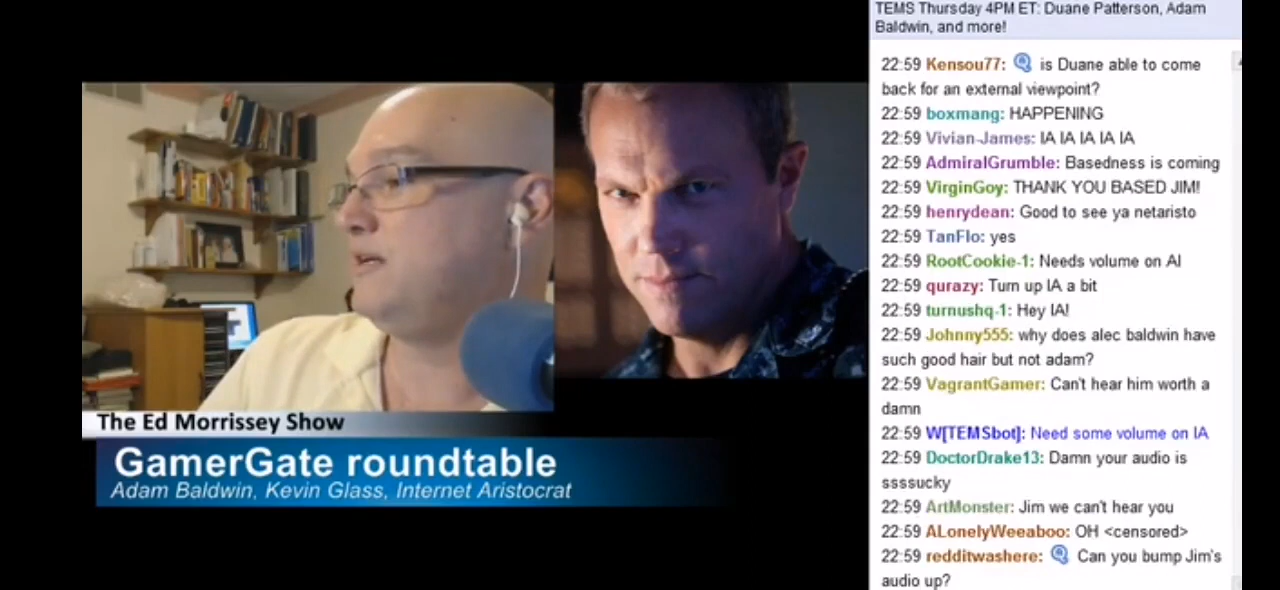 TEMS Thursday 4PM ET: Duane Patterson, Adam
Baldwin, and more!
22:59 Kensou77: is Duane able to come
back for an external viewpoint?
22:59 boxmang: HAPPENING
22:59 Vivian-James: IA IA IA IA IA
22:59 AdmiralGrumble: Basedness is coming
22:59 VirginGoy: THANK YOU BASED JIM!
22:59 henrydean: Good to see ya netaristo
22:59 TanFlo: yes
22:59 RootCookie-1: Needs volume on AI
22:59 qurazy: Turn up IA a bit
22:59 turnushq-1: Hey IA!
22:59 Johnny555: why does alec baldwin have
such good hair but not adam?
22:59 VagrantGamer: Can't hear him worth a
damn
22:59 W[TEMSbot]: Need some volume on IA
22:59 DoctorDrake13: Damn your audio is
ssssucky
22:59 ArtMonster: Jim we can't hear you
22:59 ALonelyWeeaboo: OH <censored>
22:59 redditwashere: Can you bump Jim's
audio up?
The Ed Morrissey Show
GamerGate roundtable
Adam Baldwin, Kevin Glass, Internet Aristocrat